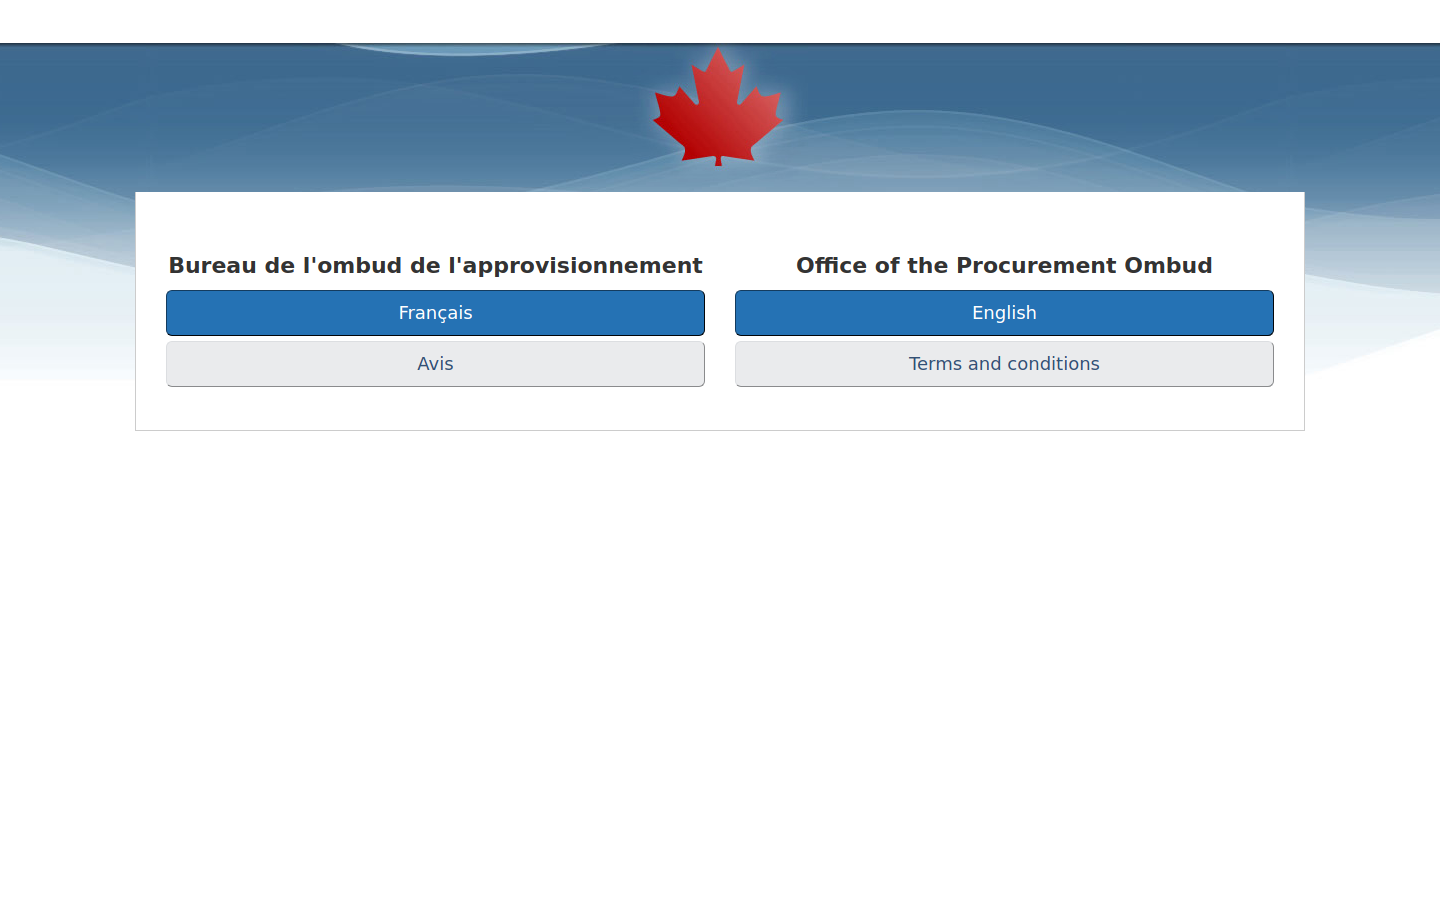 Bureau de l'ombud de l'approvisionnement
Français
Avis
Office of the Procurement Ombud
English
Terms and conditions